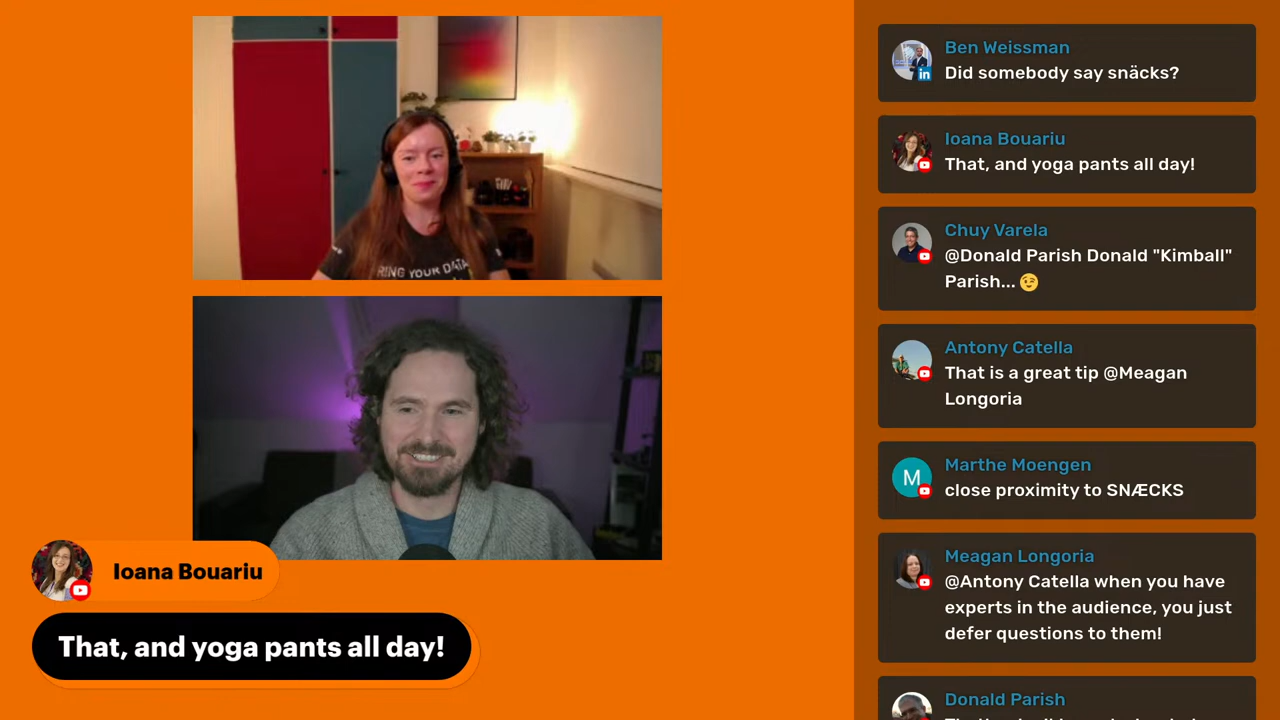 RING YOUR DATA
Ioana Bouariu
That, and yoga pants all day!
Ben Weissman
Did somebody say snäcks?
Ioana Bouariu
That, and yoga pants all day!
Chuy Varela
@Donald Parish Donald "Kimball"
Parish... 😉
Antony Catella
That is a great tip @Meagan
Longoria
M
Marthe Moengen
close proximity to SNÆCKS
Meagan Longoria
@Antony Catella when you have
experts in the audience, you just
defer questions to them!
Donald Parish